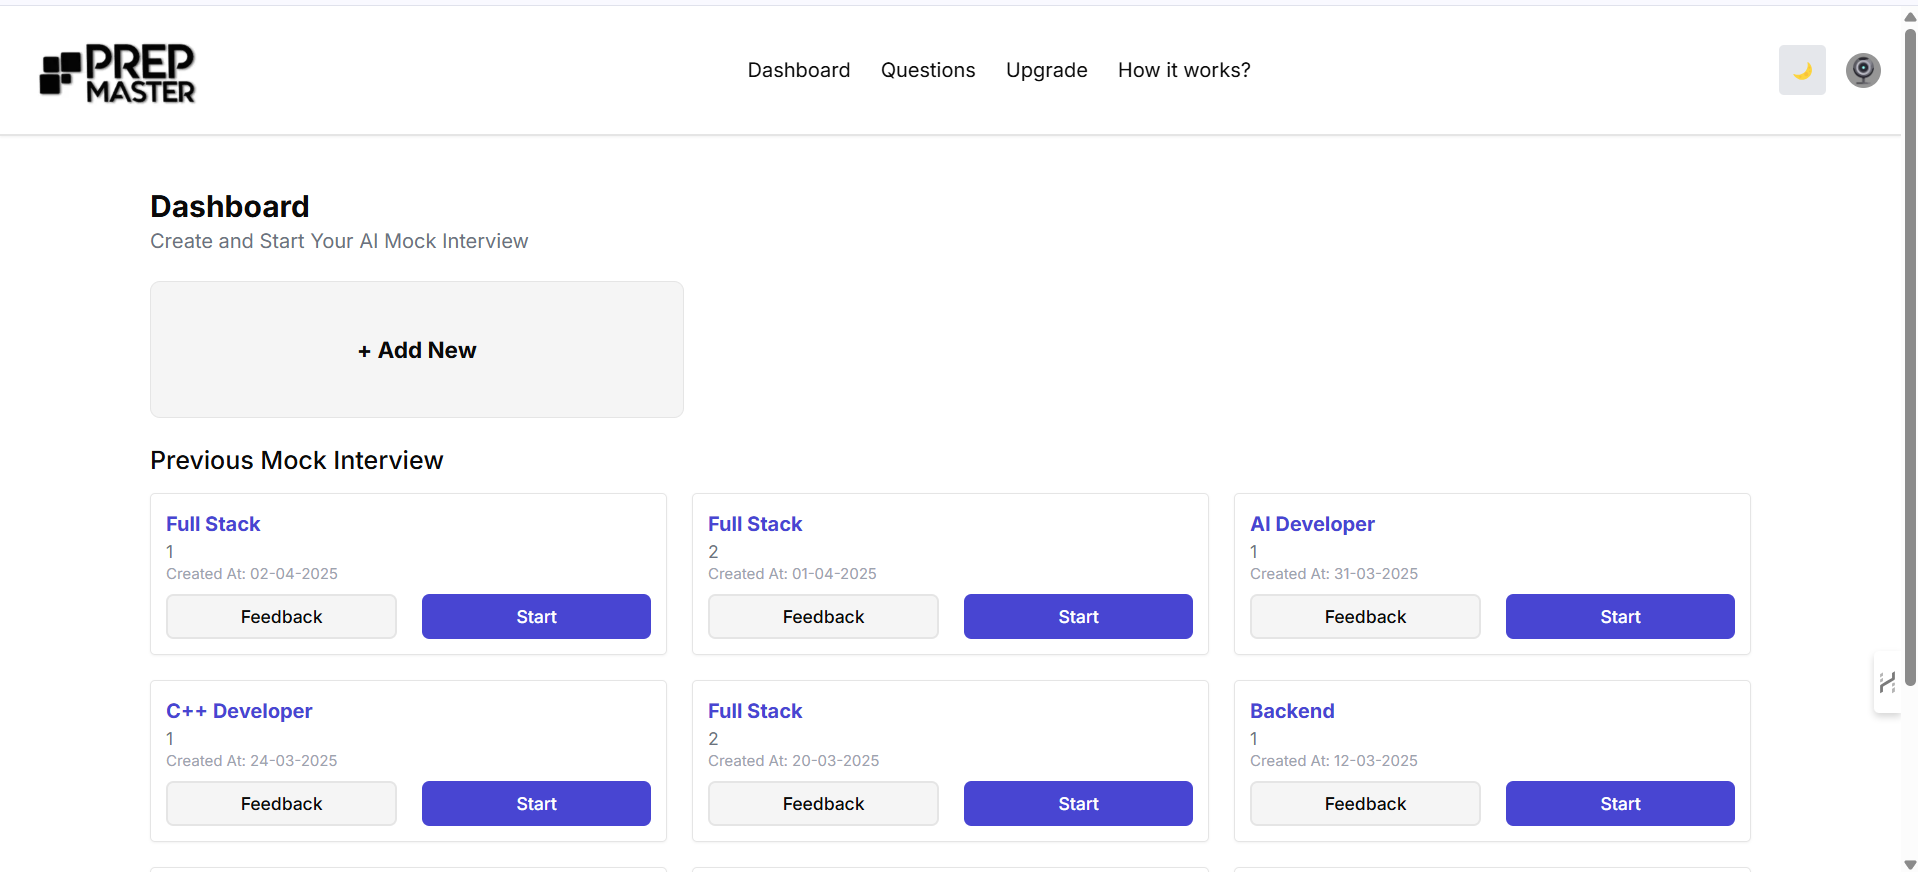 PREP
MASTER
Dashboard Questions Upgrade How it works?
Dashboard
Create and Start Your AI Mock Interview
+ Add New
Previous Mock Interview
Full Stack
1
Created At: 02-04-2025
Feedback Start
Full Stack
2
Created At: 01-04-2025
Feedback Start
AI Developer
1
Created At: 31-03-2025
Feedback Start
C++ Developer
1
Created At: 24-03-2025
Feedback Start
Full Stack
2
Created At: 20-03-2025
Feedback Start
Backend
1
Created At: 12-03-2025
Feedback Start